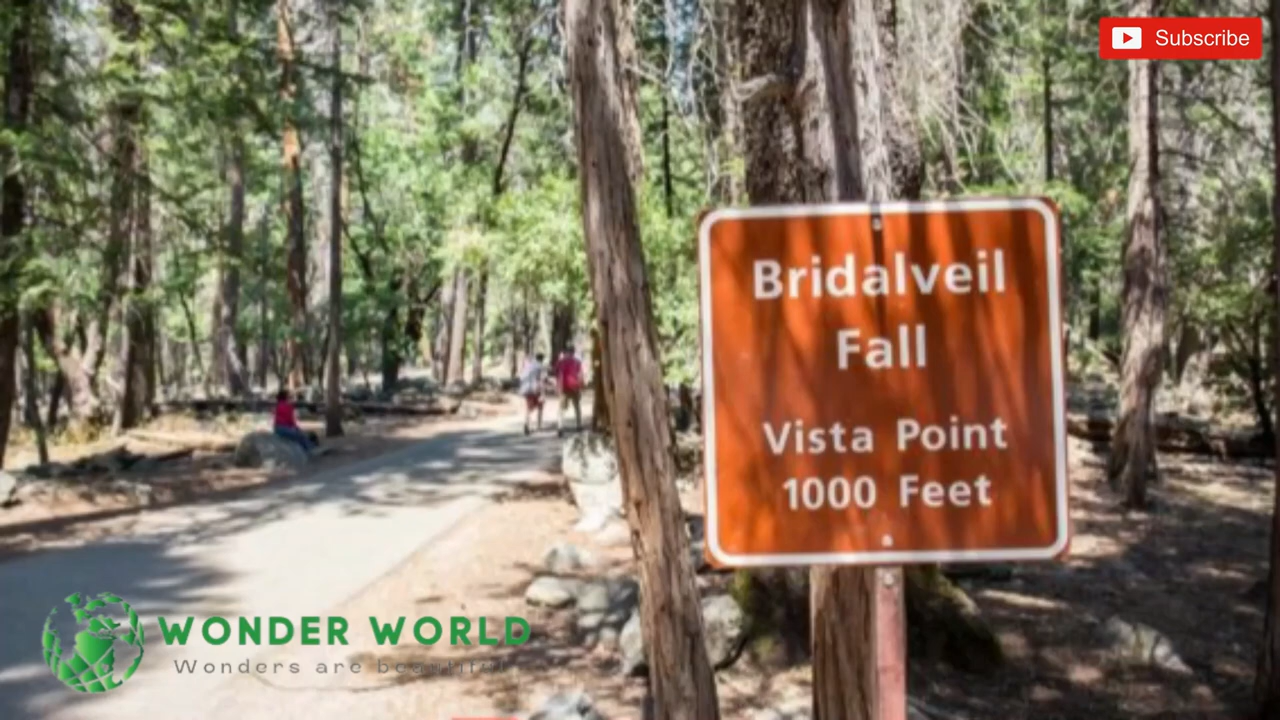 Subscribe
Bridalveil
Fall
Vista Point
1000 Feet
WONDER WORLD
Wonders are beautiful